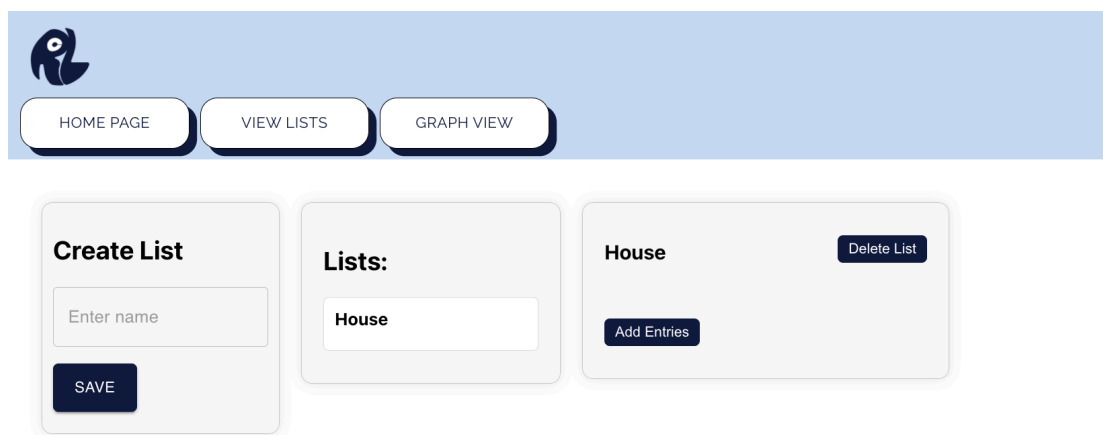 HOME PAGE
VIEW LISTS
GRAPH VIEW
Create List
Enter name
SAVE
Lists:
House
House
Delete List
Add Entries